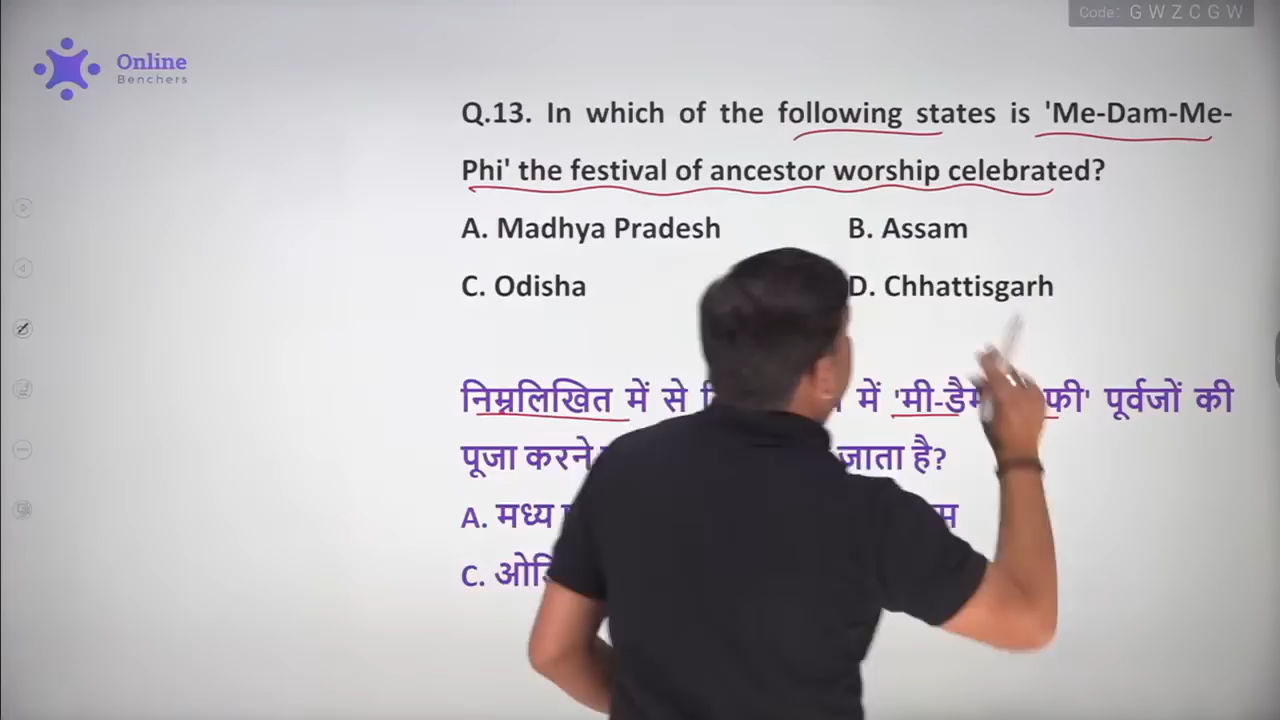 Code: G W Z C G W
Online
Benchers
Q.13. In which of the following states is 'Me-Dam-Me-
Phi' the festival of ancestor worship celebrated?
A. Madhya Pradesh B. Assam
C. Odisha D. Chhattisgarh
निम्नलिखित में से में 'मी-डैम फी' पूर्वजों की
पूजा करने जाता है?
A. मध्य
C.